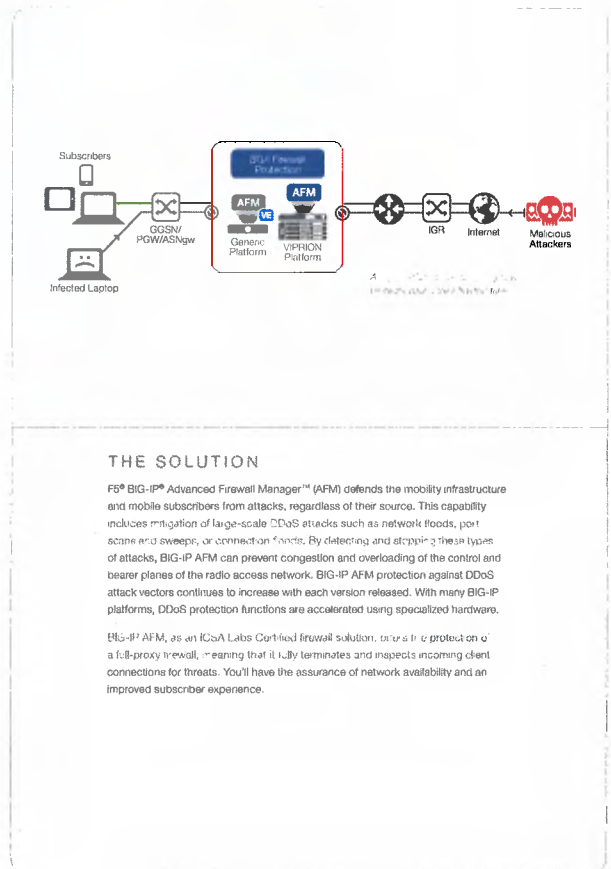 Subscribers
Firewall
Protection
AFM
AFM
VE
GGSN/
PGW/ASNgw
Generic
Platform
VIPRION
Platform
IGR
Internet
Malicious
Attackers
Infected Laptop
A
THE SOLUTION
F5® BIG-IP® Advanced Firewall Manager™ (AFM) defends the mobility infrastructure
and mobile subscribers from attacks, regardless of their source. This capability
includes mitigation of large-scale DDoS attacks such as network floods, port
scans and sweeps, or connection floods. By detecting and stopping these types
of attacks, BIG-IP AFM can prevent congestion and overloading of the control and
bearer planes of the radio access network. BIG-IP AFM protection against DDoS
attack vectors continues to increase with each version released. With many BIG-IP
platforms, DDoS protection functions are accelerated using specialized hardware.
BIG-IP AFM, as an ICSA Labs Certified firewall solution, offers the protection of
a full-proxy firewall, meaning that it fully terminates and inspects incoming client
connections for threats. You'll have the assurance of network availability and an
improved subscriber experience.